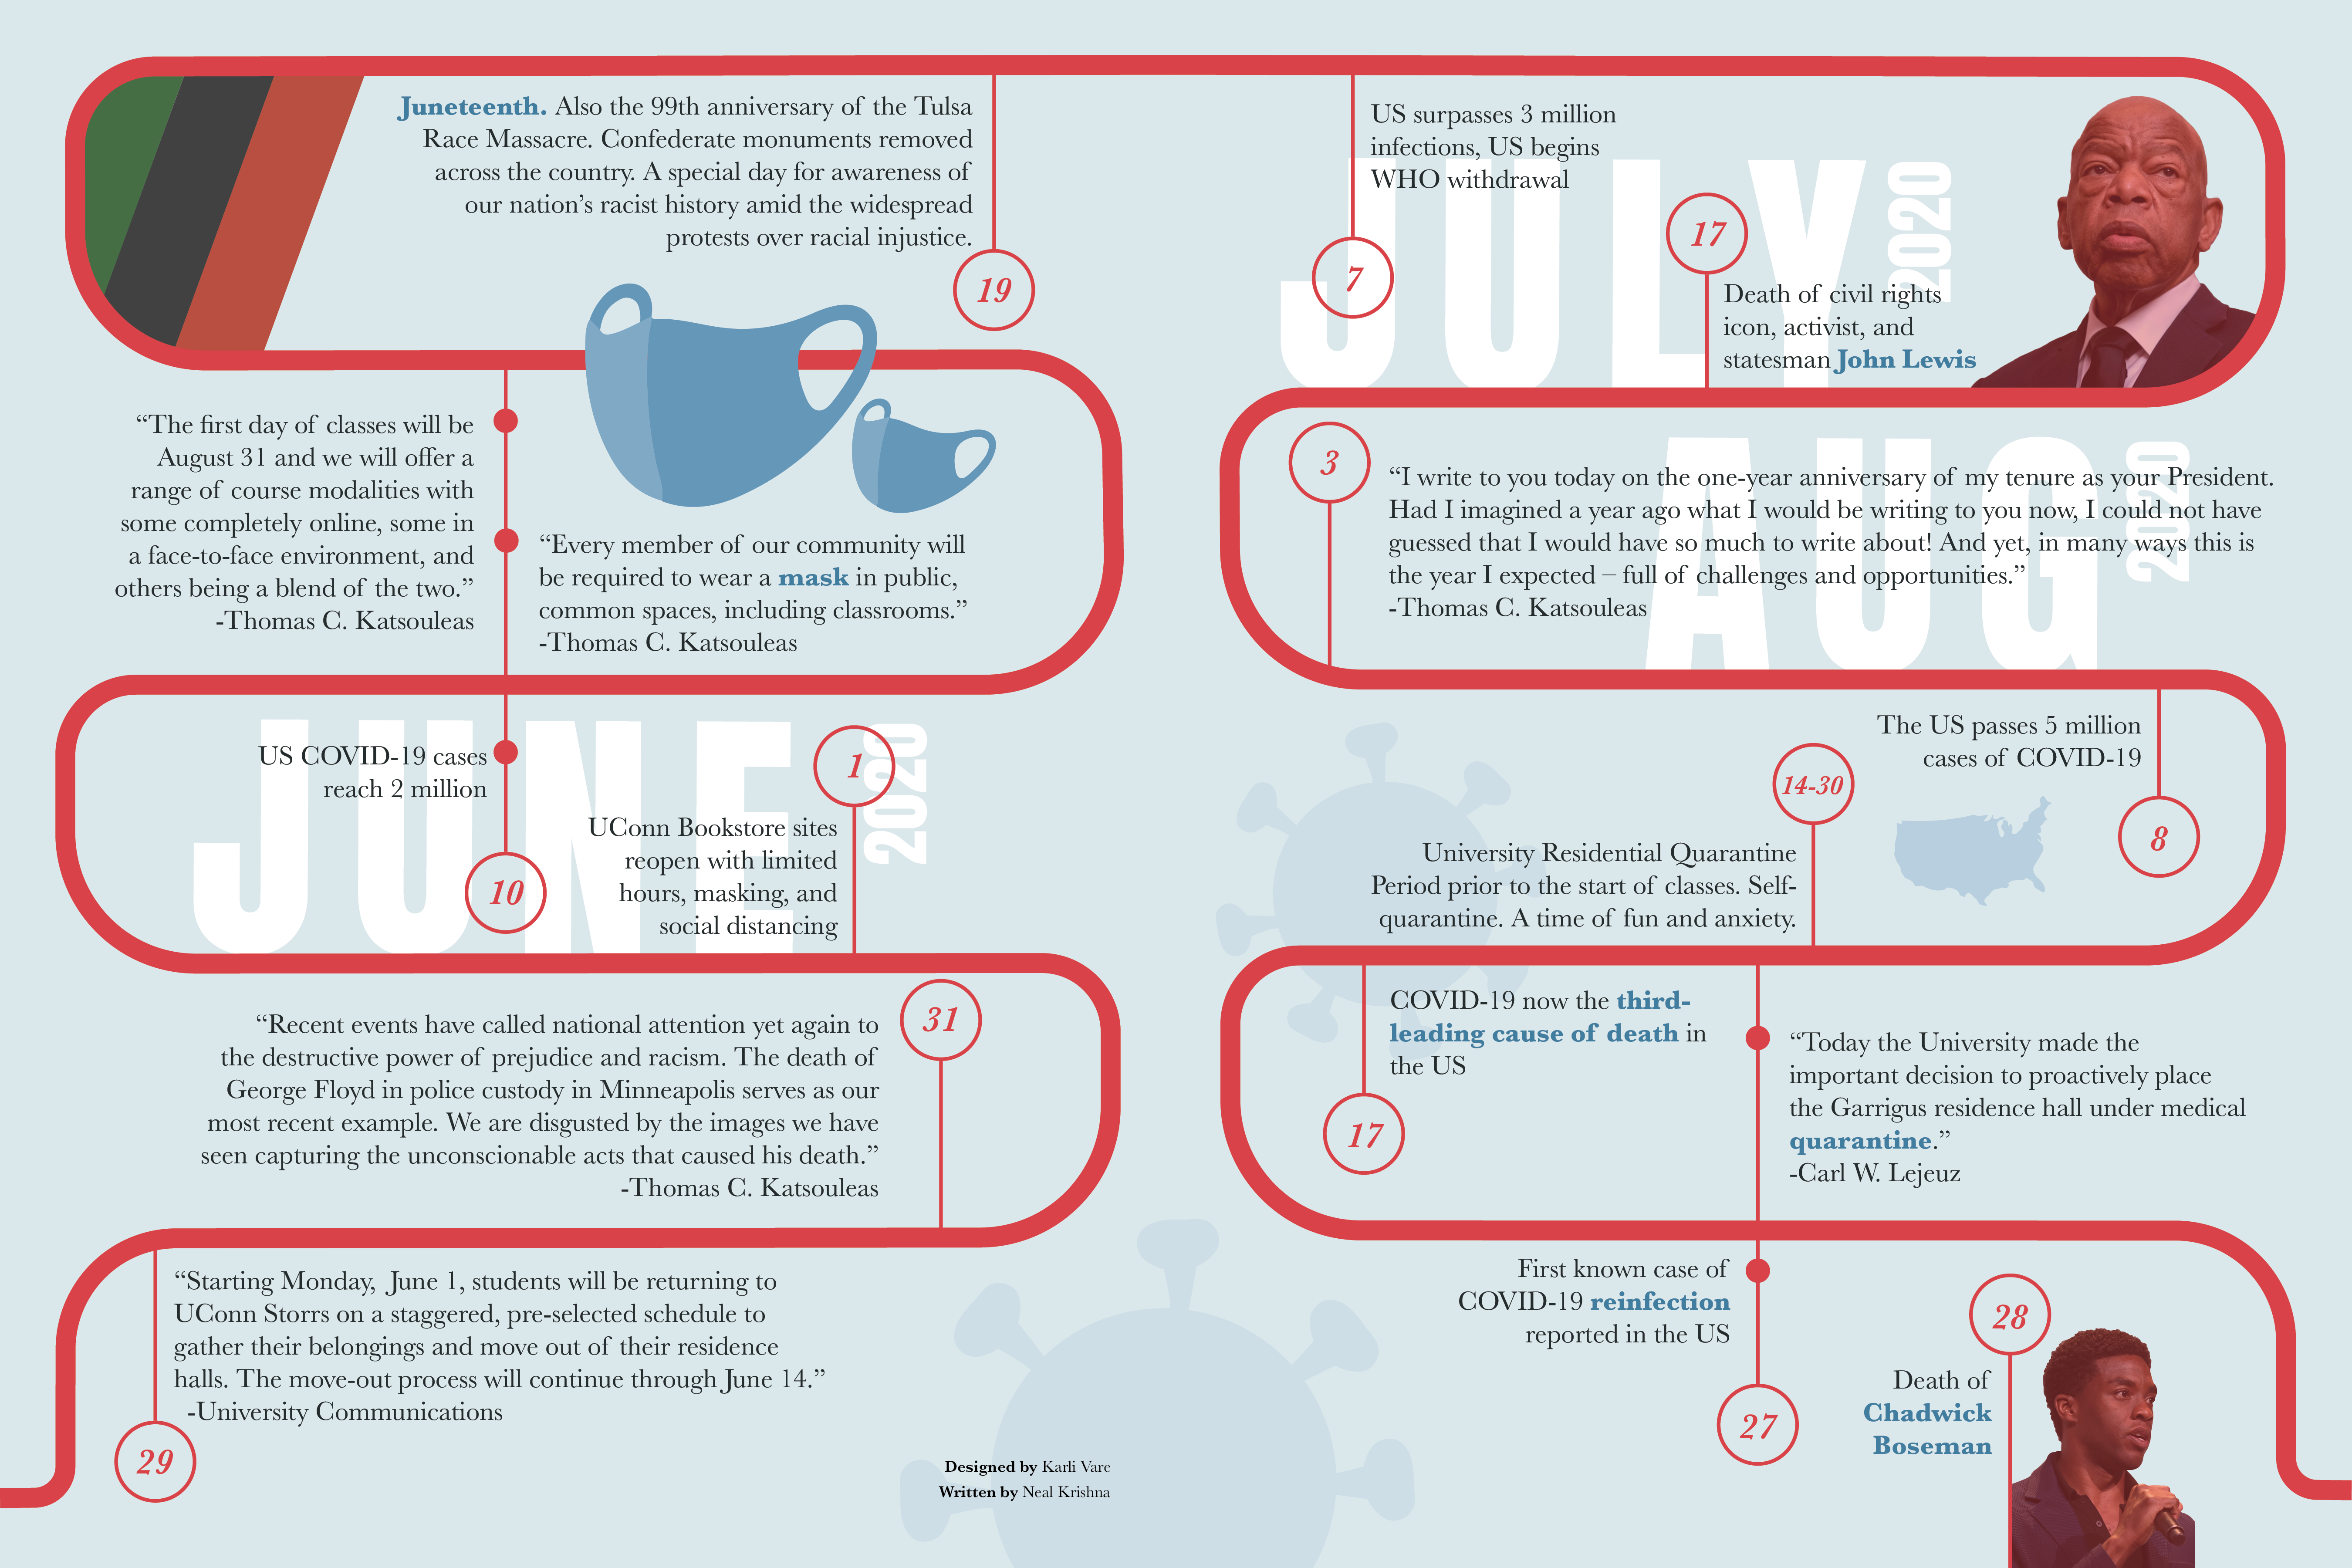 Juneteenth. Also the 99th anniversary of the Tulsa
Race Massacre. Confederate monuments removed
across the country. A special day for awareness of
our nation's racist history amid the widespread
protests over racial injustice.
19
“The first day of classes will be
August 31 and we will offer a
range of course modalities with
some completely online, some in
a face-to-face environment, and
others being a blend of the two.”
-Thomas C. Katsouleas
“Every member of our community will
be required to wear a mask in public,
common spaces, including classrooms.”
-Thomas C. Katsouleas
JUNE
2020
US COVID-19 cases
reach 2 million
10
1
UConn Bookstore sites
reopen with limited
hours, masking, and
social distancing
31
“Recent events have called national attention yet again to
the destructive power of prejudice and racism. The death of
George Floyd in police custody in Minneapolis serves as our
most recent example. We are disgusted by the images we have
seen capturing the unconscionable acts that caused his death.”
-Thomas C. Katsouleas
“Starting Monday, June 1, students will be returning to
UConn Storrs on a staggered, pre-selected schedule to
gather their belongings and move out of their residence
halls. The move-out process will continue through June 14.”
-University Communications
29
Designed by Karli Vare
Written by Neal Krishna
JULY
2020
US surpasses 3 million
infections, US begins
WHO withdrawal
7
17
Death of civil rights
icon, activist, and
statesman John Lewis
AUG
2020
3
“I write to you today on the one-year anniversary of my tenure as your President.
Had I imagined a year ago what I would be writing to you now, I could not have
guessed that I would have so much to write about! And yet, in many ways this is
the year I expected – full of challenges and opportunities.”
-Thomas C. Katsouleas
The US passes 5 million
cases of COVID-19
8
14-30
University Residential Quarantine
Period prior to the start of classes. Self-
quarantine. A time of fun and anxiety.
COVID-19 now the third-
leading cause of death in
the US
17
“Today the University made the
important decision to proactively place
the Garrigus residence hall under medical
quarantine.”
-Carl W. Lejeuz
First known case of
COVID-19 reinfection
reported in the US
27
28
Death of
Chadwick
Boseman